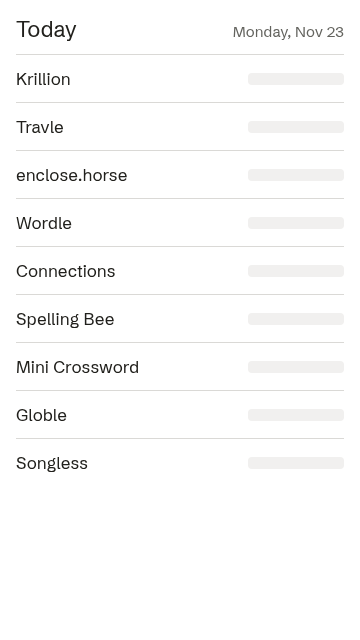 Today
Monday, Nov 23
Krillion
Travle
enclose.horse
Wordle
Connections
Spelling Bee
Mini Crossword
Globle
Songless